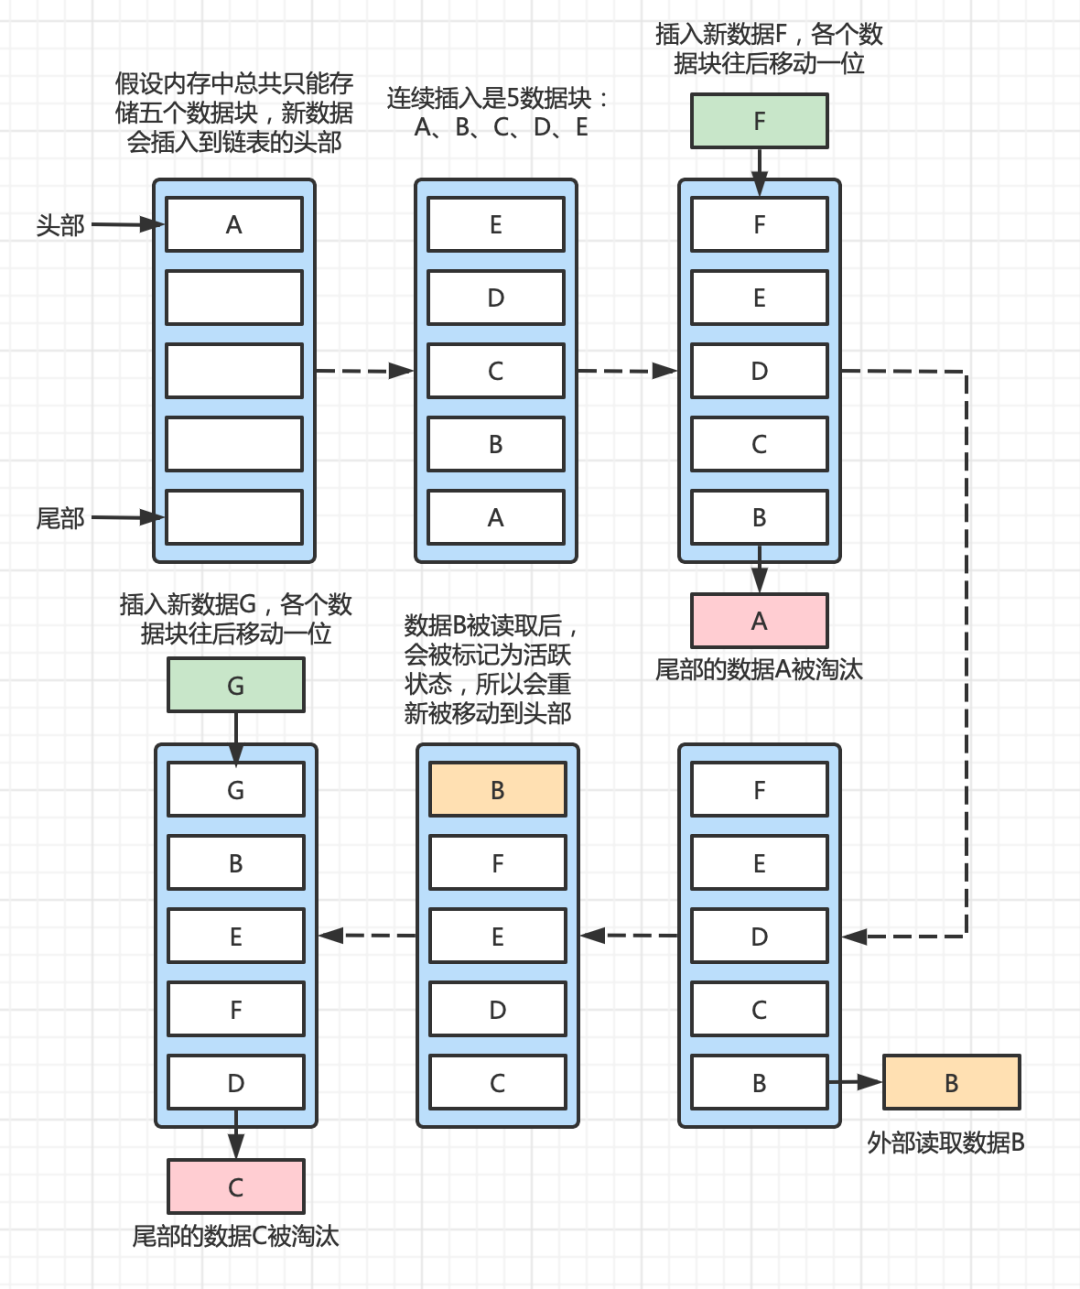 假设内存中总共只能存
储五个数据块，新数据
会插入到链表的头部
头部
A
尾部
连续插入是5数据块：
A、B、C、D、E
E
D
C
B
A
插入新数据F，各个数
据块往后移动一位
F
F
E
D
C
B
A
尾部的数据A被淘汰
F
E
D
C
B
B
外部读取数据B
数据B被读取后，
会被标记为活跃
状态，所以会重
新被移动到头部
B
F
E
D
C
插入新数据G，各个数
据块往后移动一位
G
G
B
E
F
D
C
尾部的数据C被淘汰